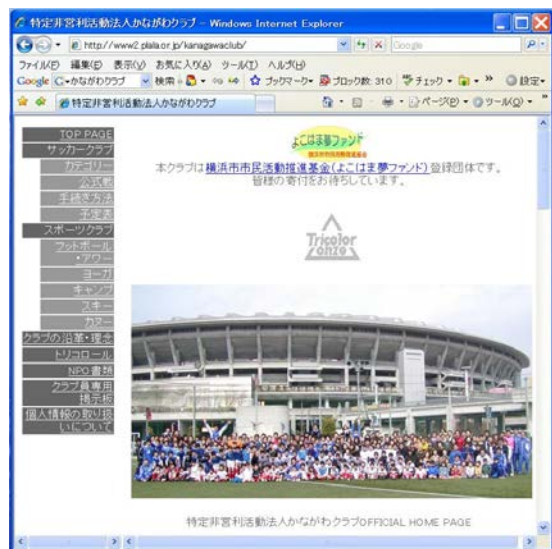 特定非営利活動法人かながわクラブ - Windows Internet Explorer
http://www2.plala.or.jp/kanagawaclub/
Google
ファイル(F) 編集(E) 表示(V) お気に入り(A) ツール(T) ヘルプ(H)
Google かながわクラブ 検索 ブックマーク ブロック数: 310 チェック 設定
特定非営利活動法人かながわクラブ ページ(P) ツール(O)
TOP PAGE
サッカークラブ
カテゴリー
公式戦
手続き方法
予定表
スポーツクラブ
フットボール
・アワー
ヨーガ
キャンプ
スキー
カヌー
クラブの沿革・理念
トリコロール
NPO書類
クラブ員専用
掲示板
個人情報の取り扱
いについて
よこはま夢ファンド
本クラブは横浜市市民活動推進基金(よこはま夢ファンド)登録団体です。
皆様の寄付をお待ちしています。
Tricolor
onze
特定非営利活動法人かながわクラブOFFICIAL HOME PAGE